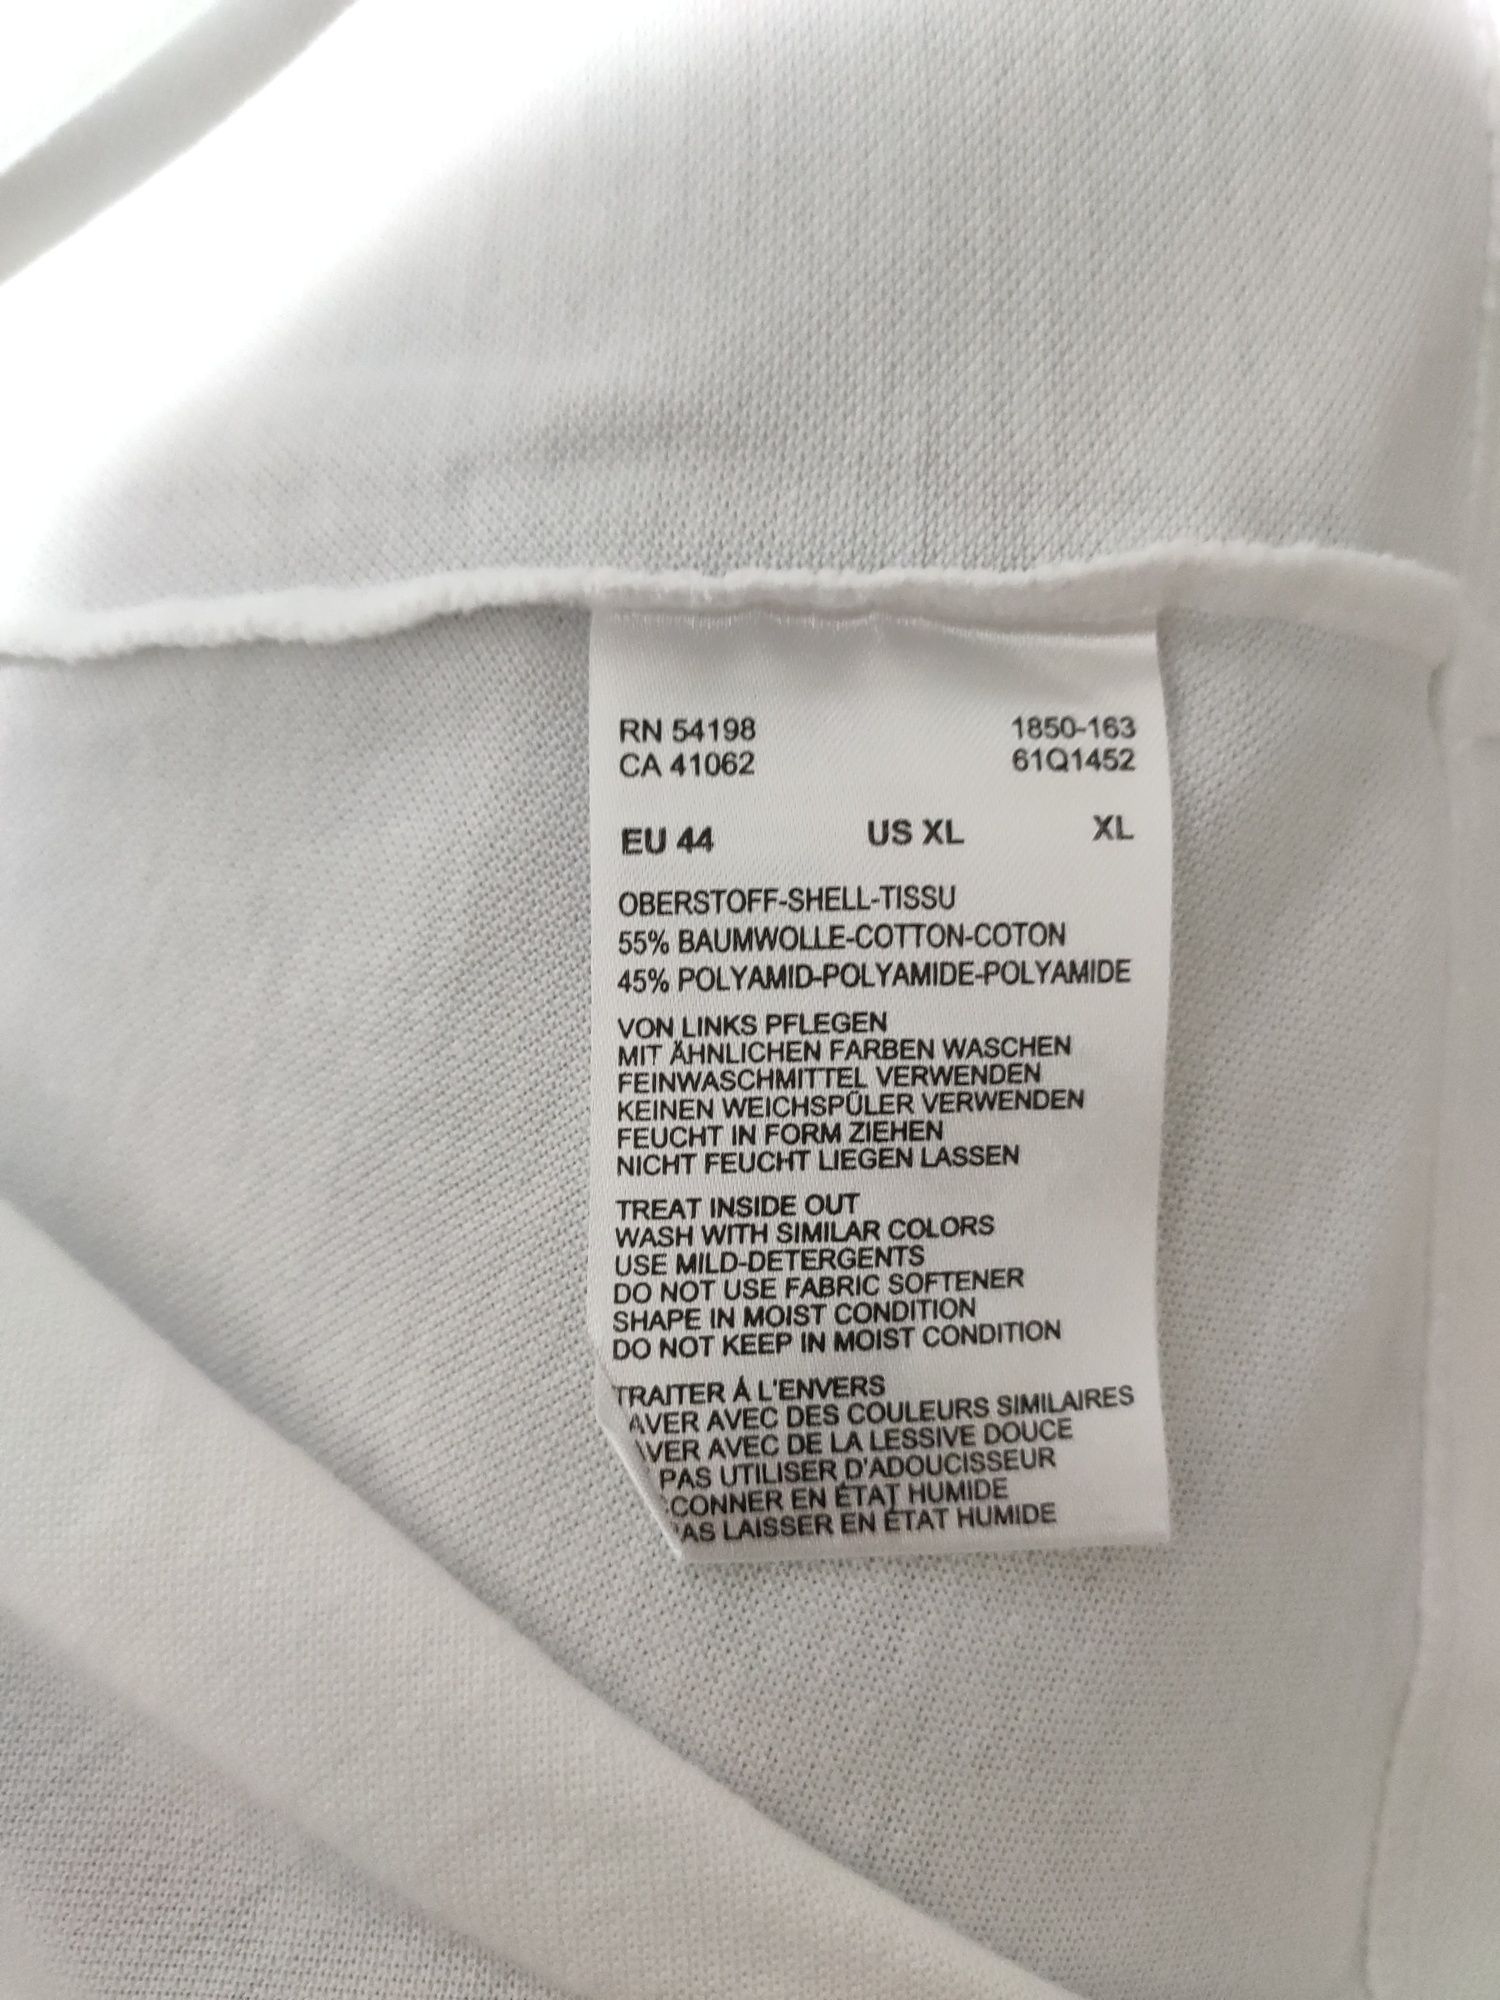 RN 54198 1850-163
CA 41062 61Q1452
EU 44 US XL XL
OBERSTOFF-SHELL-TISSU
55% BAUMWOLLE-COTTON-COTON
45% POLYAMID-POLYAMIDE-POLYAMIDE
VON LINKS PFLEGEN
MIT ÄHNLICHEN FARBEN WASCHEN
FEINWASCHMITTEL VERWENDEN
KEINEN WEICHSPÜLER VERWENDEN
FEUCHT IN FORM ZIEHEN
NICHT FEUCHT LIEGEN LASSEN
TREAT INSIDE OUT
WASH WITH SIMILAR COLORS
USE MILD-DETERGENTS
DO NOT USE FABRIC SOFTENER
SHAPE IN MOIST CONDITION
DO NOT KEEP IN MOIST CONDITION
TRAITER Á L'ENVERS
AVER AVEC DES COULEURS SIMILAIRES
VER AVEC DE LA LESSIVE DOUCE
PAS UTILISER D'ADOUCISSEUR
CONNER EN ÉTAT HUMIDE
AS LAISSER EN ÉTAT HUMIDE